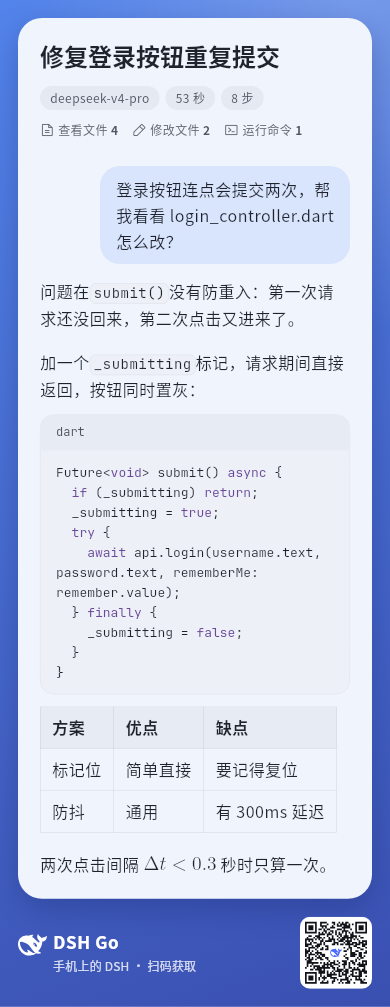 修复登录按钮重复提交
deepseek-v4-pro 53 秒 8 步
查看文件 4 修改文件 2 运行命令 1
登录按钮连点会提交两次，帮
我看看 login_controller.dart
怎么改？
问题在 submit() 没有防重入：第一次请
求还没回来，第二次点击又进来了。
加一个 _submitting 标记，请求期间直接
返回，按钮同时置灰：
dart
Future<void> submit() async {
  if (_submitting) return;
  _submitting = true;
  try {
    await api.login(username.text,
password.text, rememberMe:
remember.value);
  } finally {
    _submitting = false;
  }
}
方案 优点 缺点
标记位 简单直接 要记得复位
防抖 通用 有 300ms 延迟
两次点击间隔 Δt < 0.3 秒时只算一次。
DSH Go
手机上的 DSH · 扫码获取